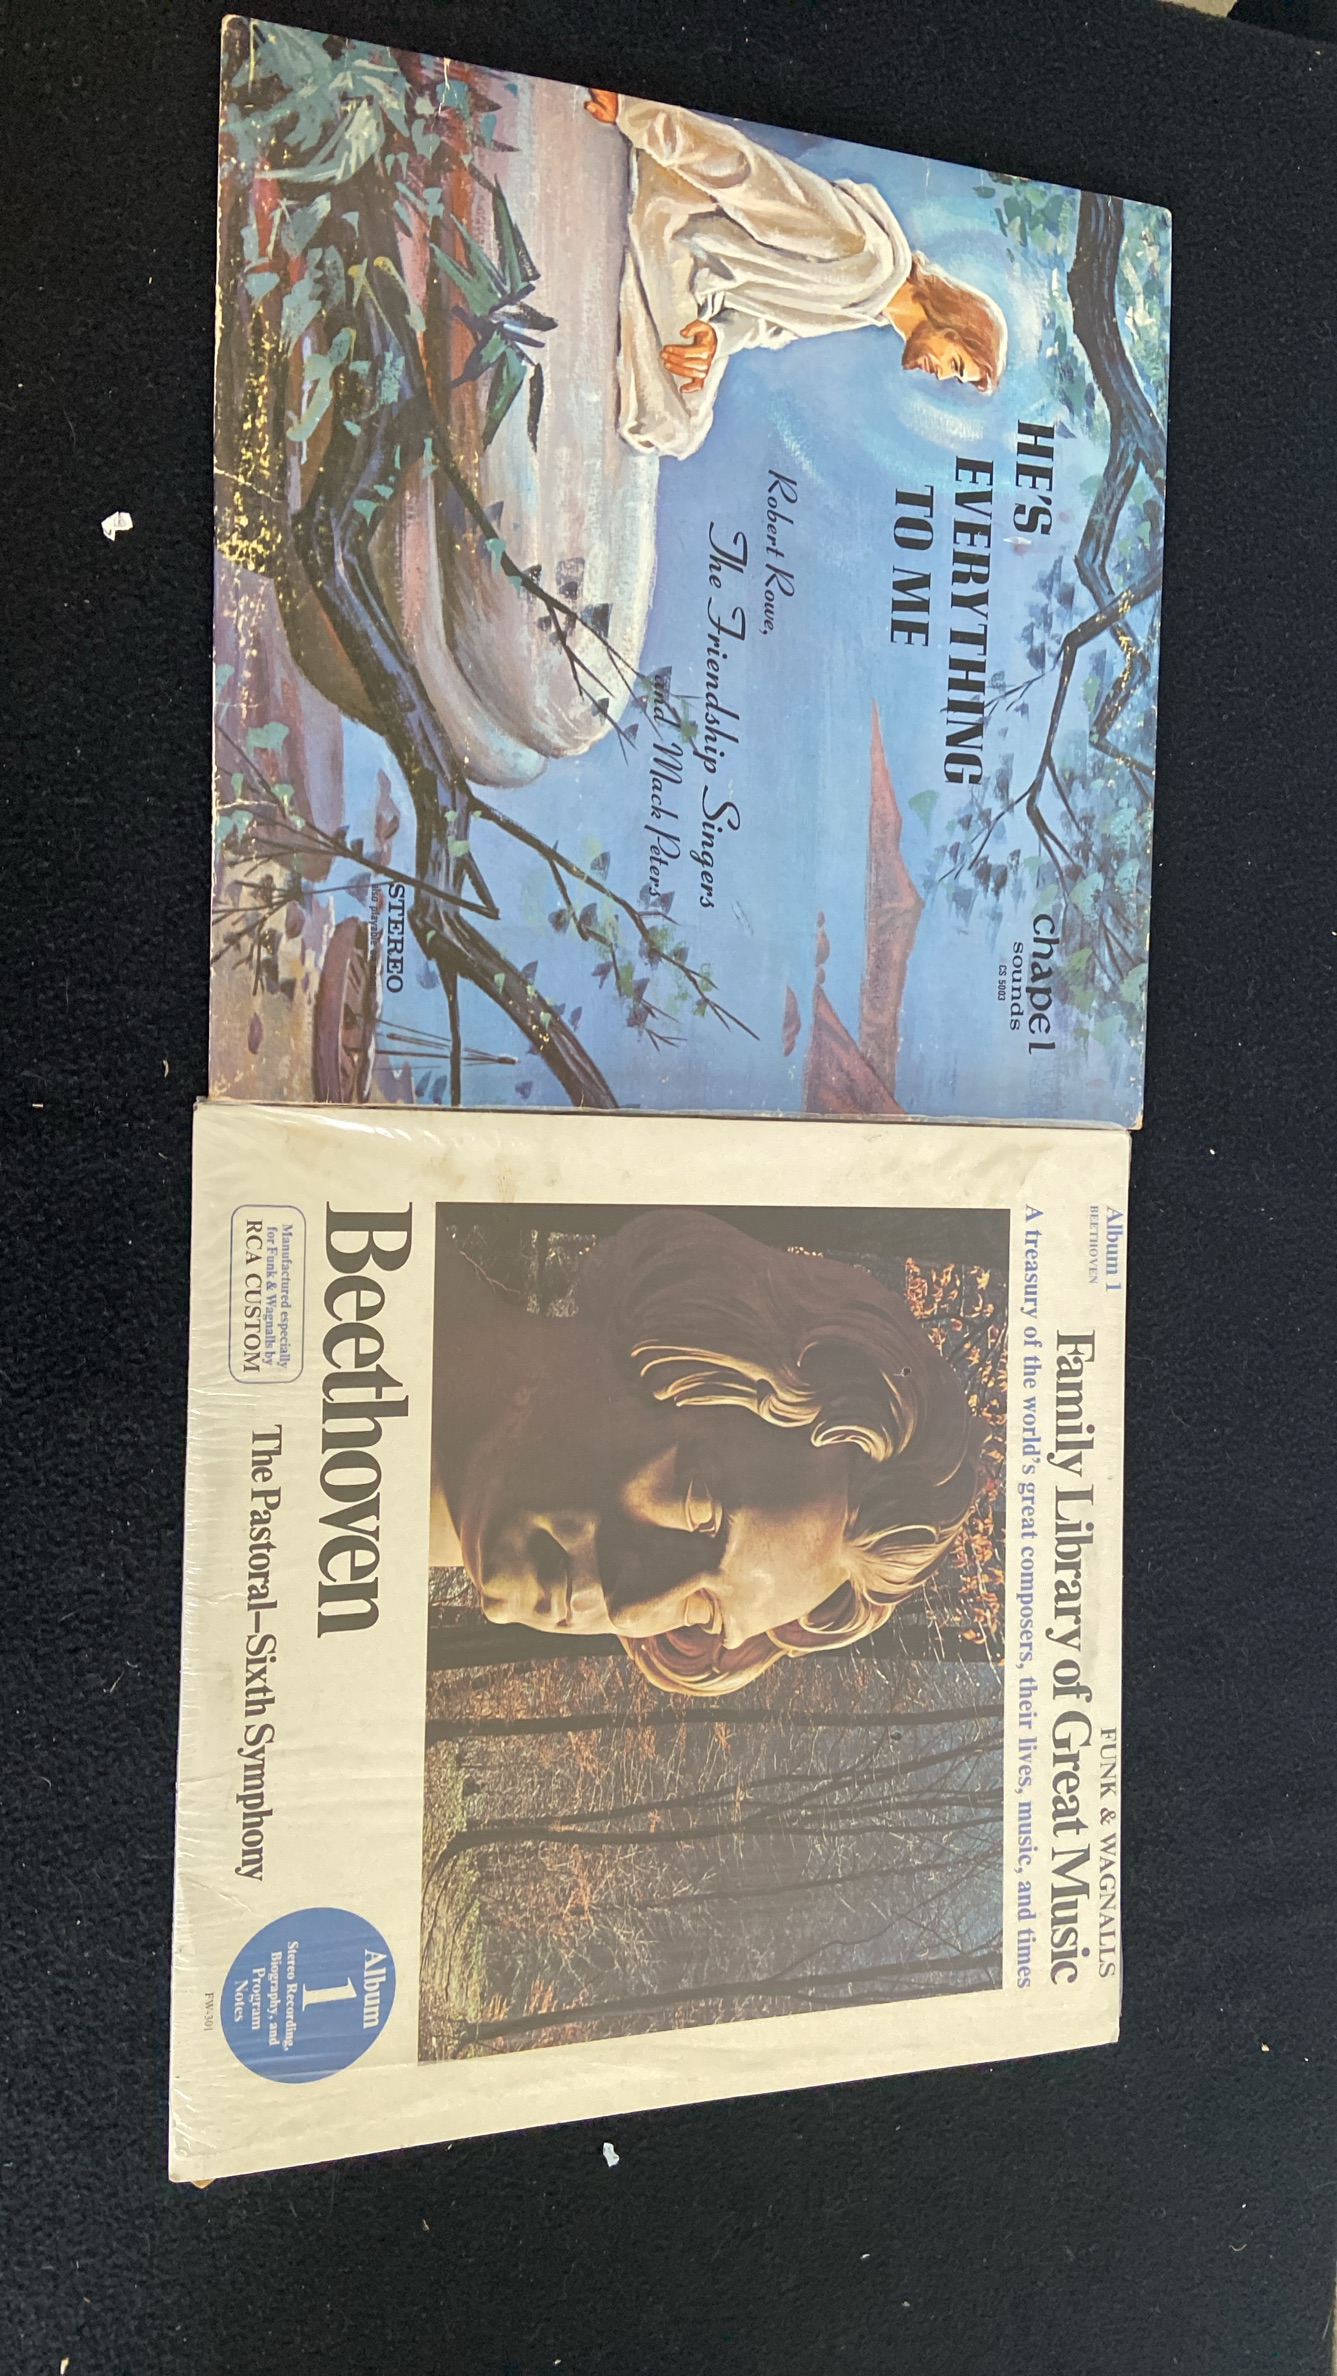 HE'S
EVERYTHING
TO ME
chapel
sounds
CS 5003
Robert Rowe,
The Friendship Singers
and Mack Peters
STEREO
also playable
Album 1
BEETHOVEN
FUNK & WAGNALLS
Family Library of Great Music
A treasury of the world's great composers, their lives, music, and times
Beethoven
Manufactured especially
for Funk & Wagnalls by
RCA CUSTOM
The Pastoral–Sixth Symphony
Album
1
Stereo Recording,
Biography, and
Program
Notes
FW-301